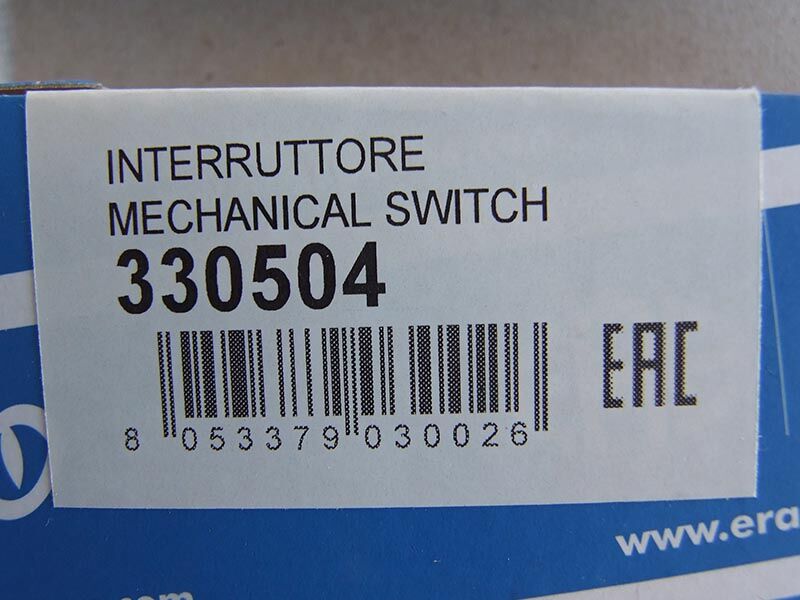 INTERRUTTORE
MECHANICAL SWITCH
330504
EAC
8 053379 030026
www.era